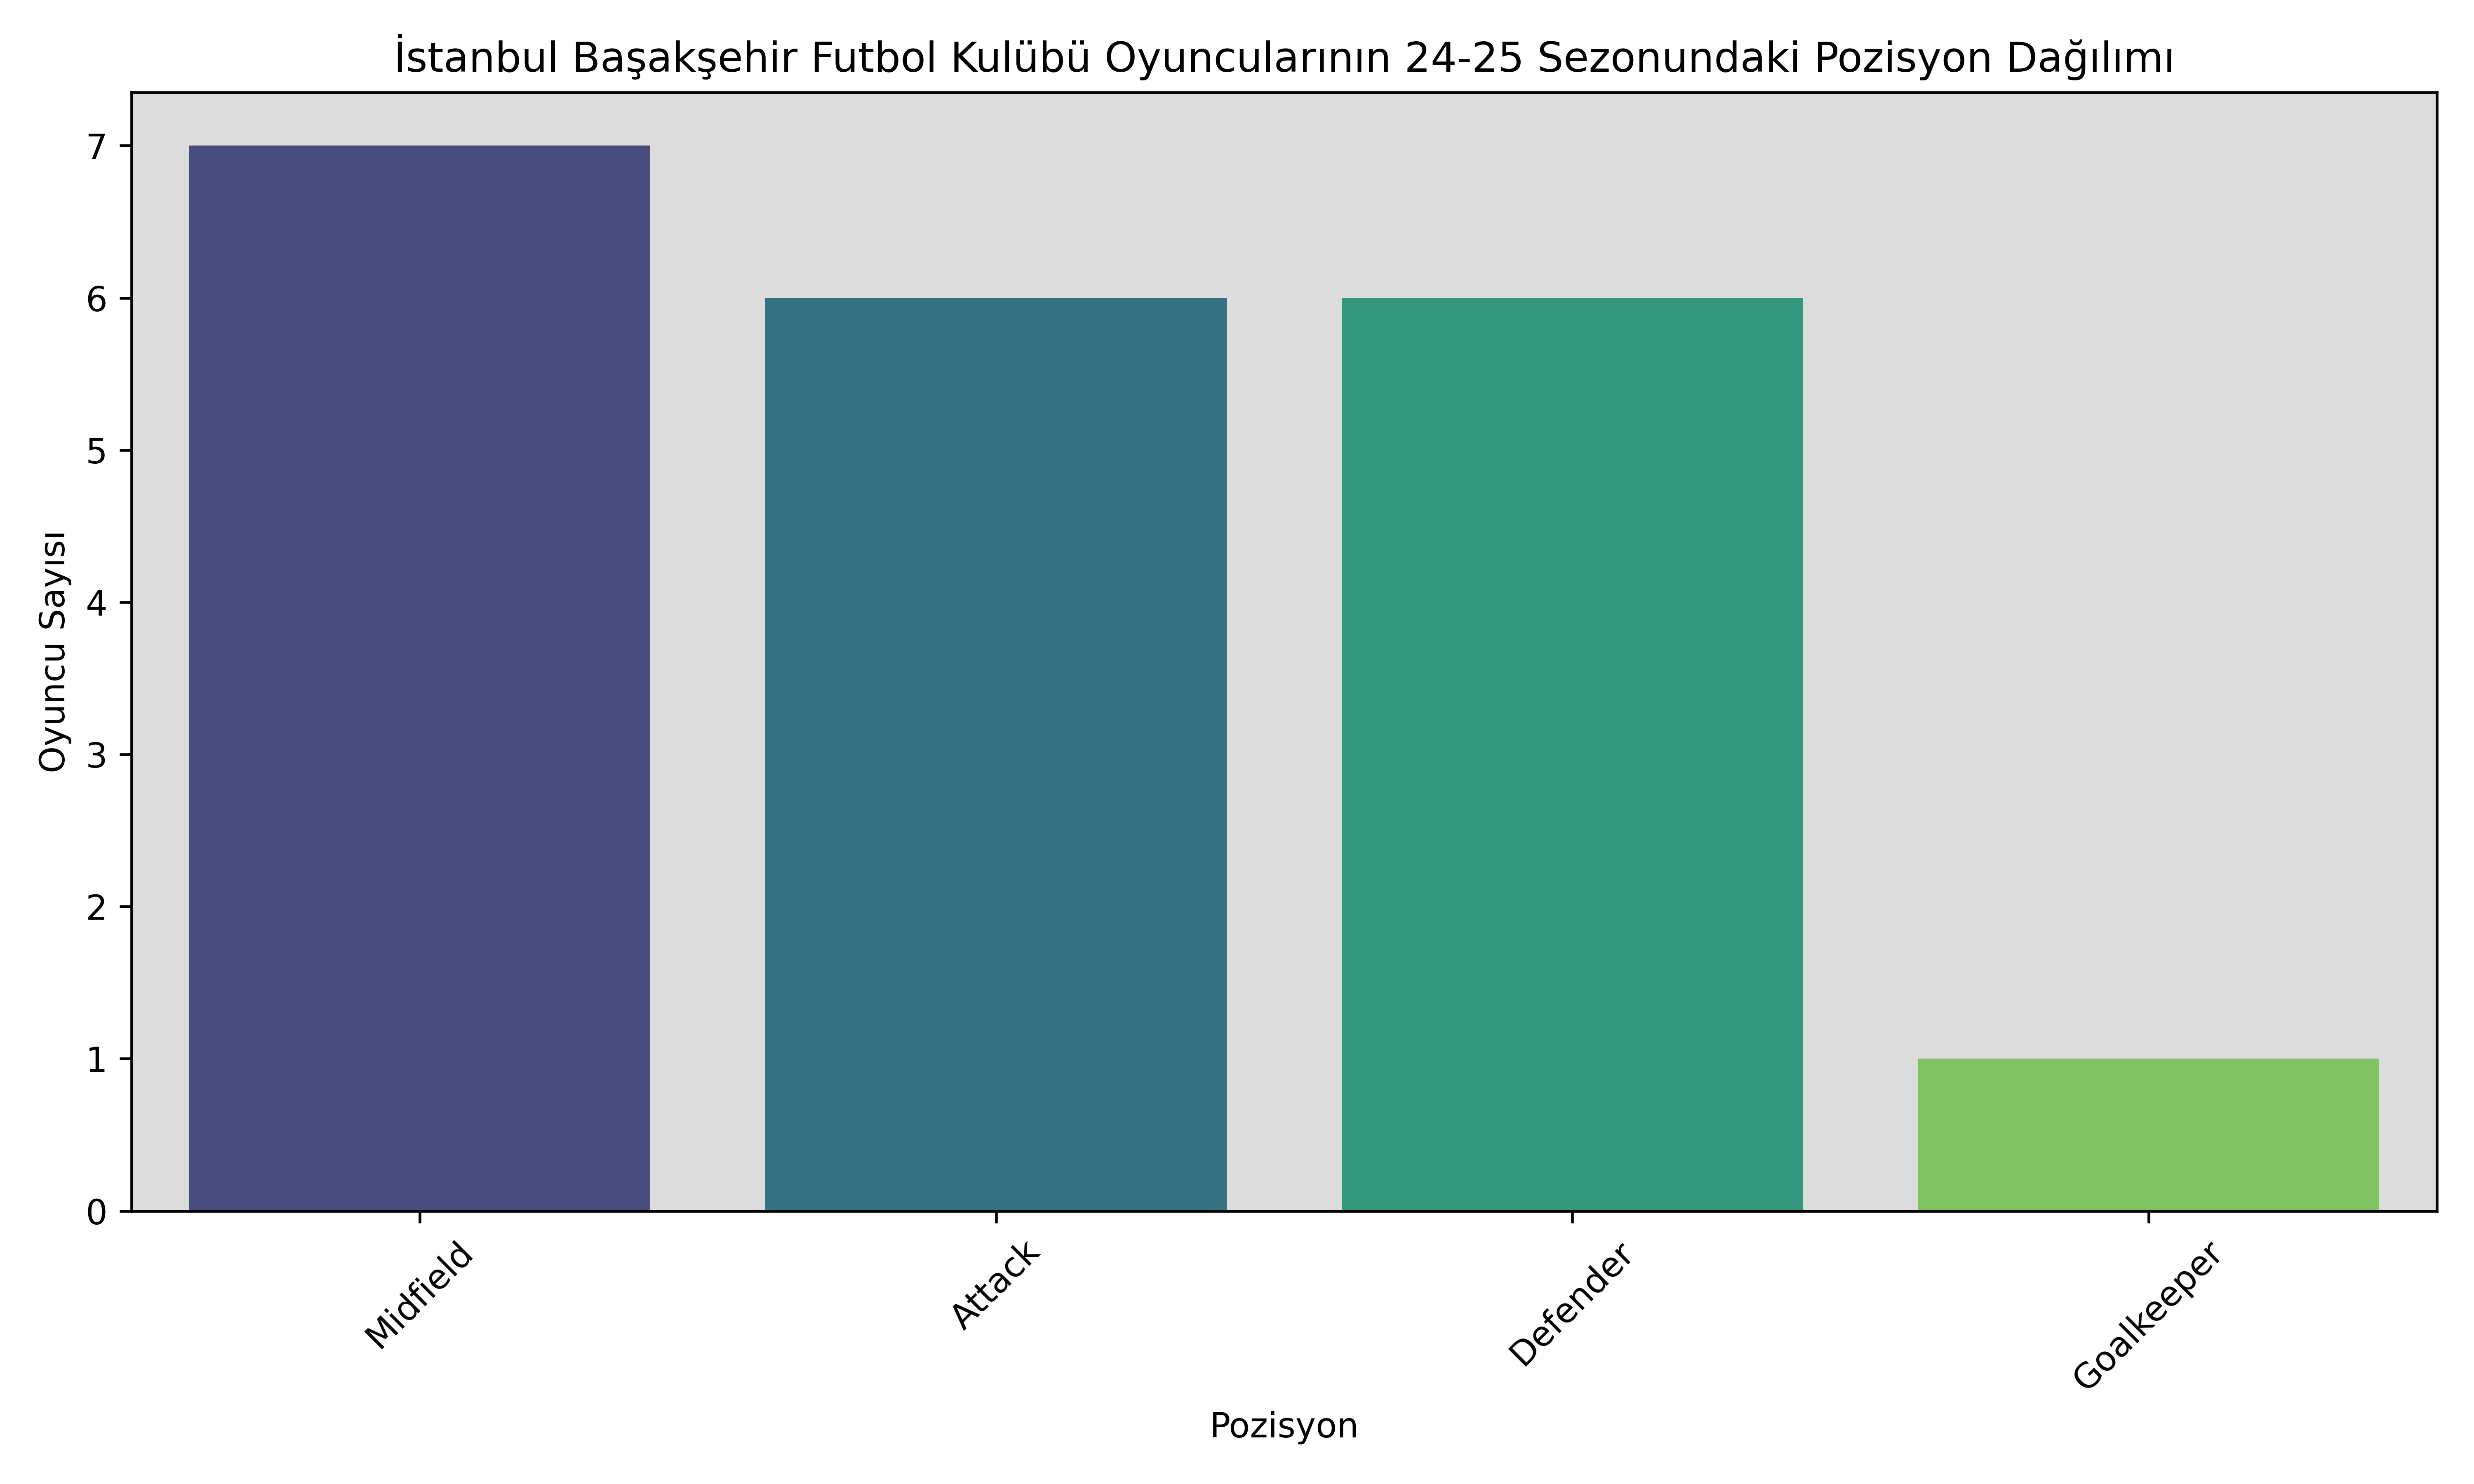 İstanbul Başakşehir Futbol Kulübü Oyuncularının 24-25 Sezonundaki Pozisyon Dağılımı
Oyuncu Sayısı
7
6
5
4
3
2
1
0
Midfield
Attack
Defender
Goalkeeper
Pozisyon